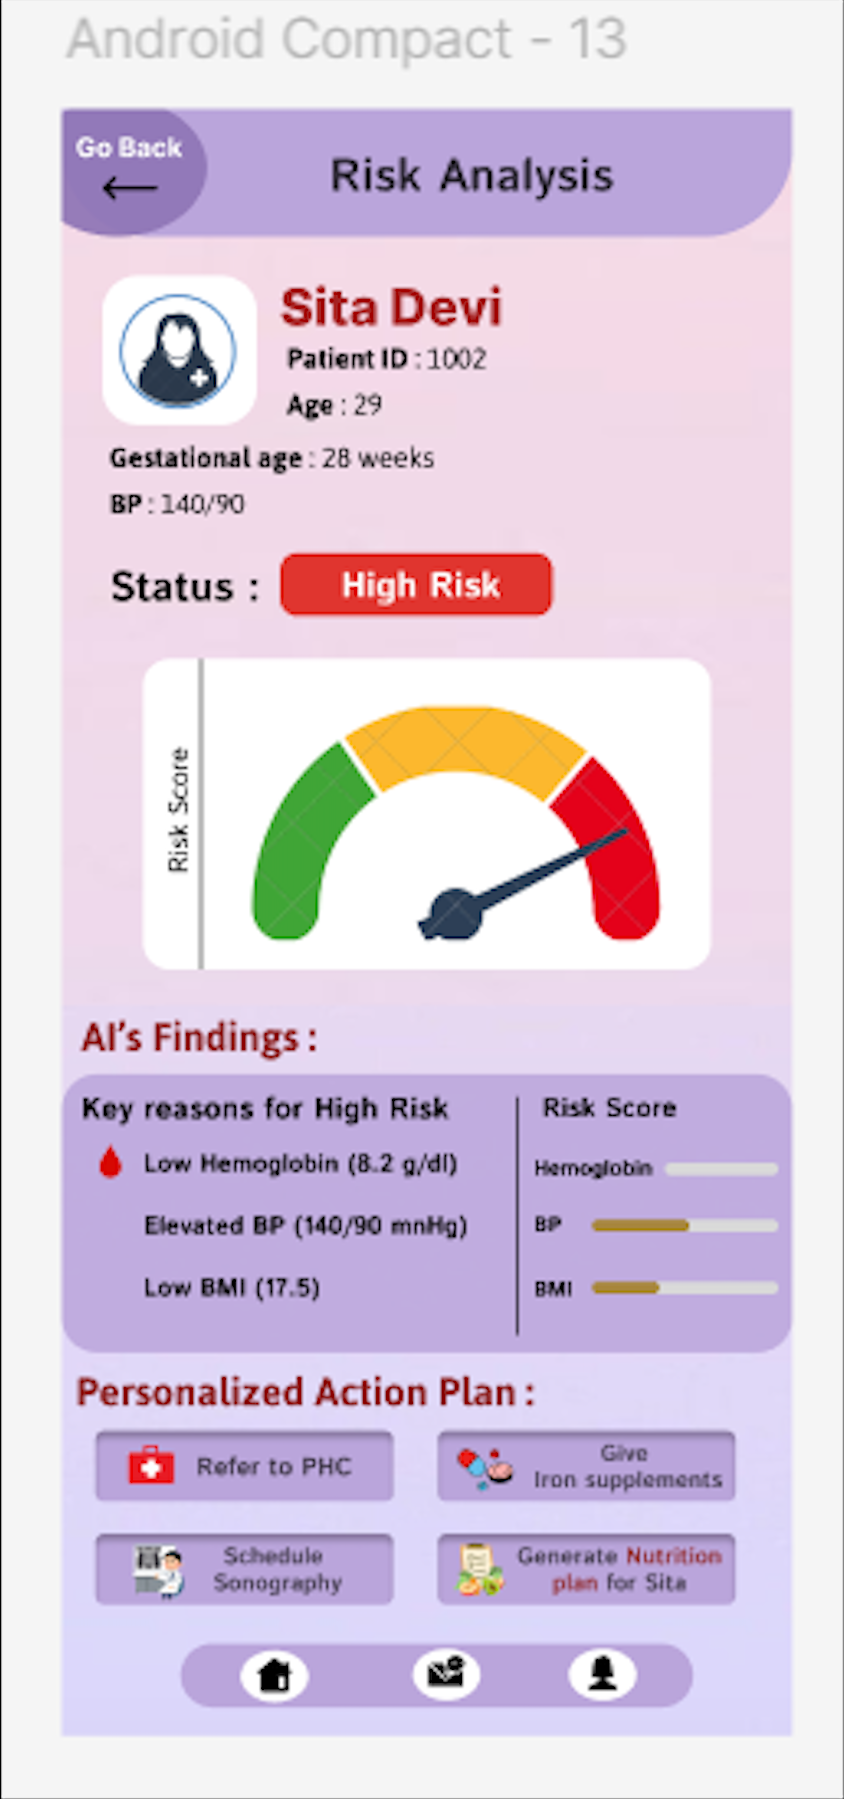 Android Compact - 13
Go Back
Risk Analysis
Sita Devi
Patient ID : 1002
Age : 29
Gestational age : 28 weeks
BP : 140/90
Status :
High Risk
Risk Score
AI's Findings :
Key reasons for High Risk
Low Hemoglobin (8.2 g/dl)
Elevated BP (140/90 mnHg)
Low BMI (17.5)
Risk Score
Hemoglobin
BP
BMI
Personalized Action Plan :
Refer to PHC
Give
Iron supplements
Schedule
Sonography
Generate Nutrition
plan for Sita